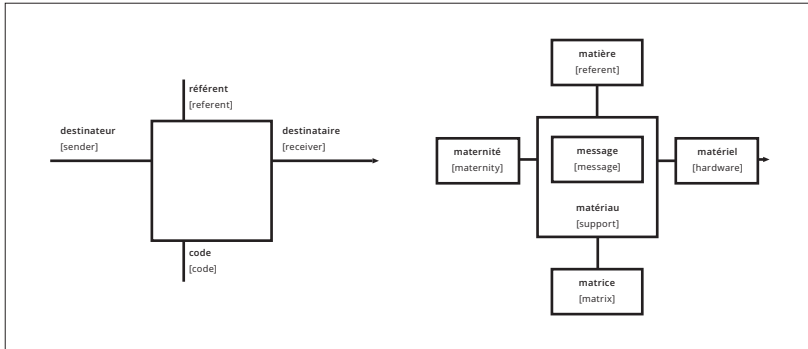 référent
[referent]
destinateur
[sender]
destinataire
[receiver]
code
[code]
matière
[referent]
maternité
[maternity]
message
[message]
matériel
[hardware]
matériau
[support]
matrice
[matrix]